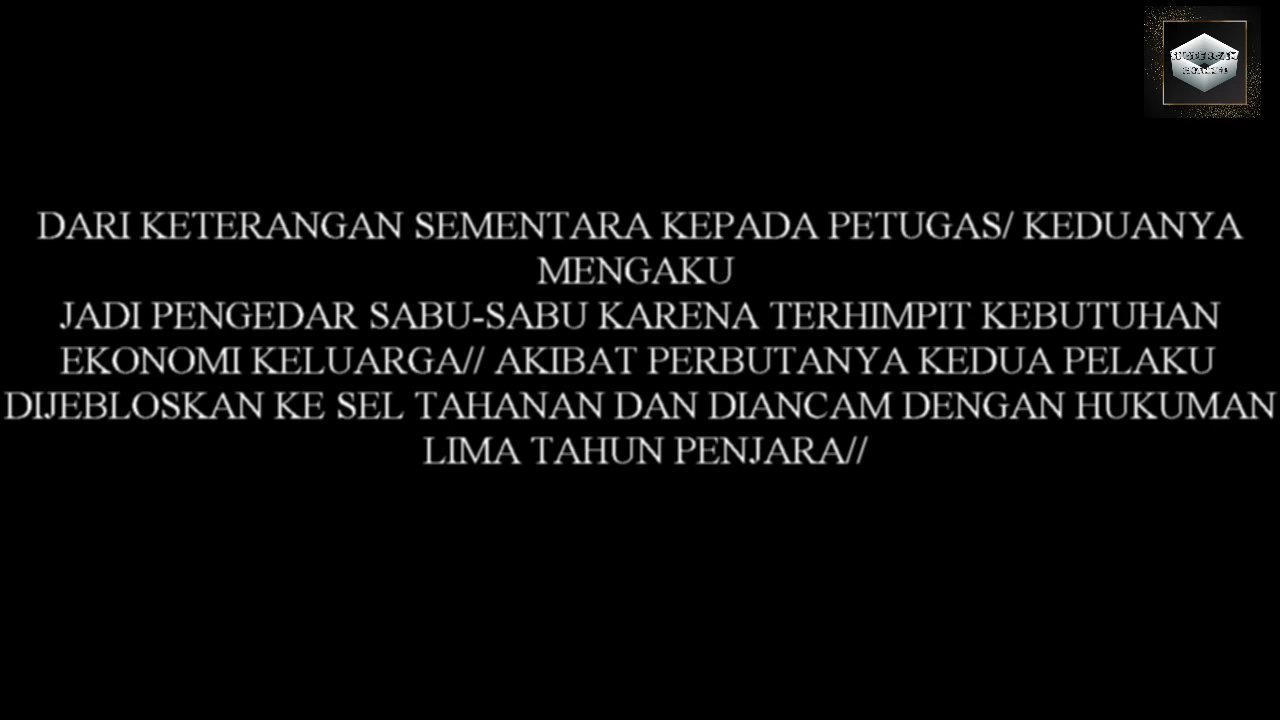 DARI KETERANGAN SEMENTARA KEPADA PETUGAS/ KEDUANYA
MENGAKU
JADI PENGEDAR SABU-SABU KARENA TERHIMPIT KEBUTUHAN
EKONOMI KELUARGA// AKIBAT PERBUTANYA KEDUA PELAKU
DIJEBLOSKAN KE SEL TAHANAN DAN DIANCAM DENGAN HUKUMAN
LIMA TAHUN PENJARA//